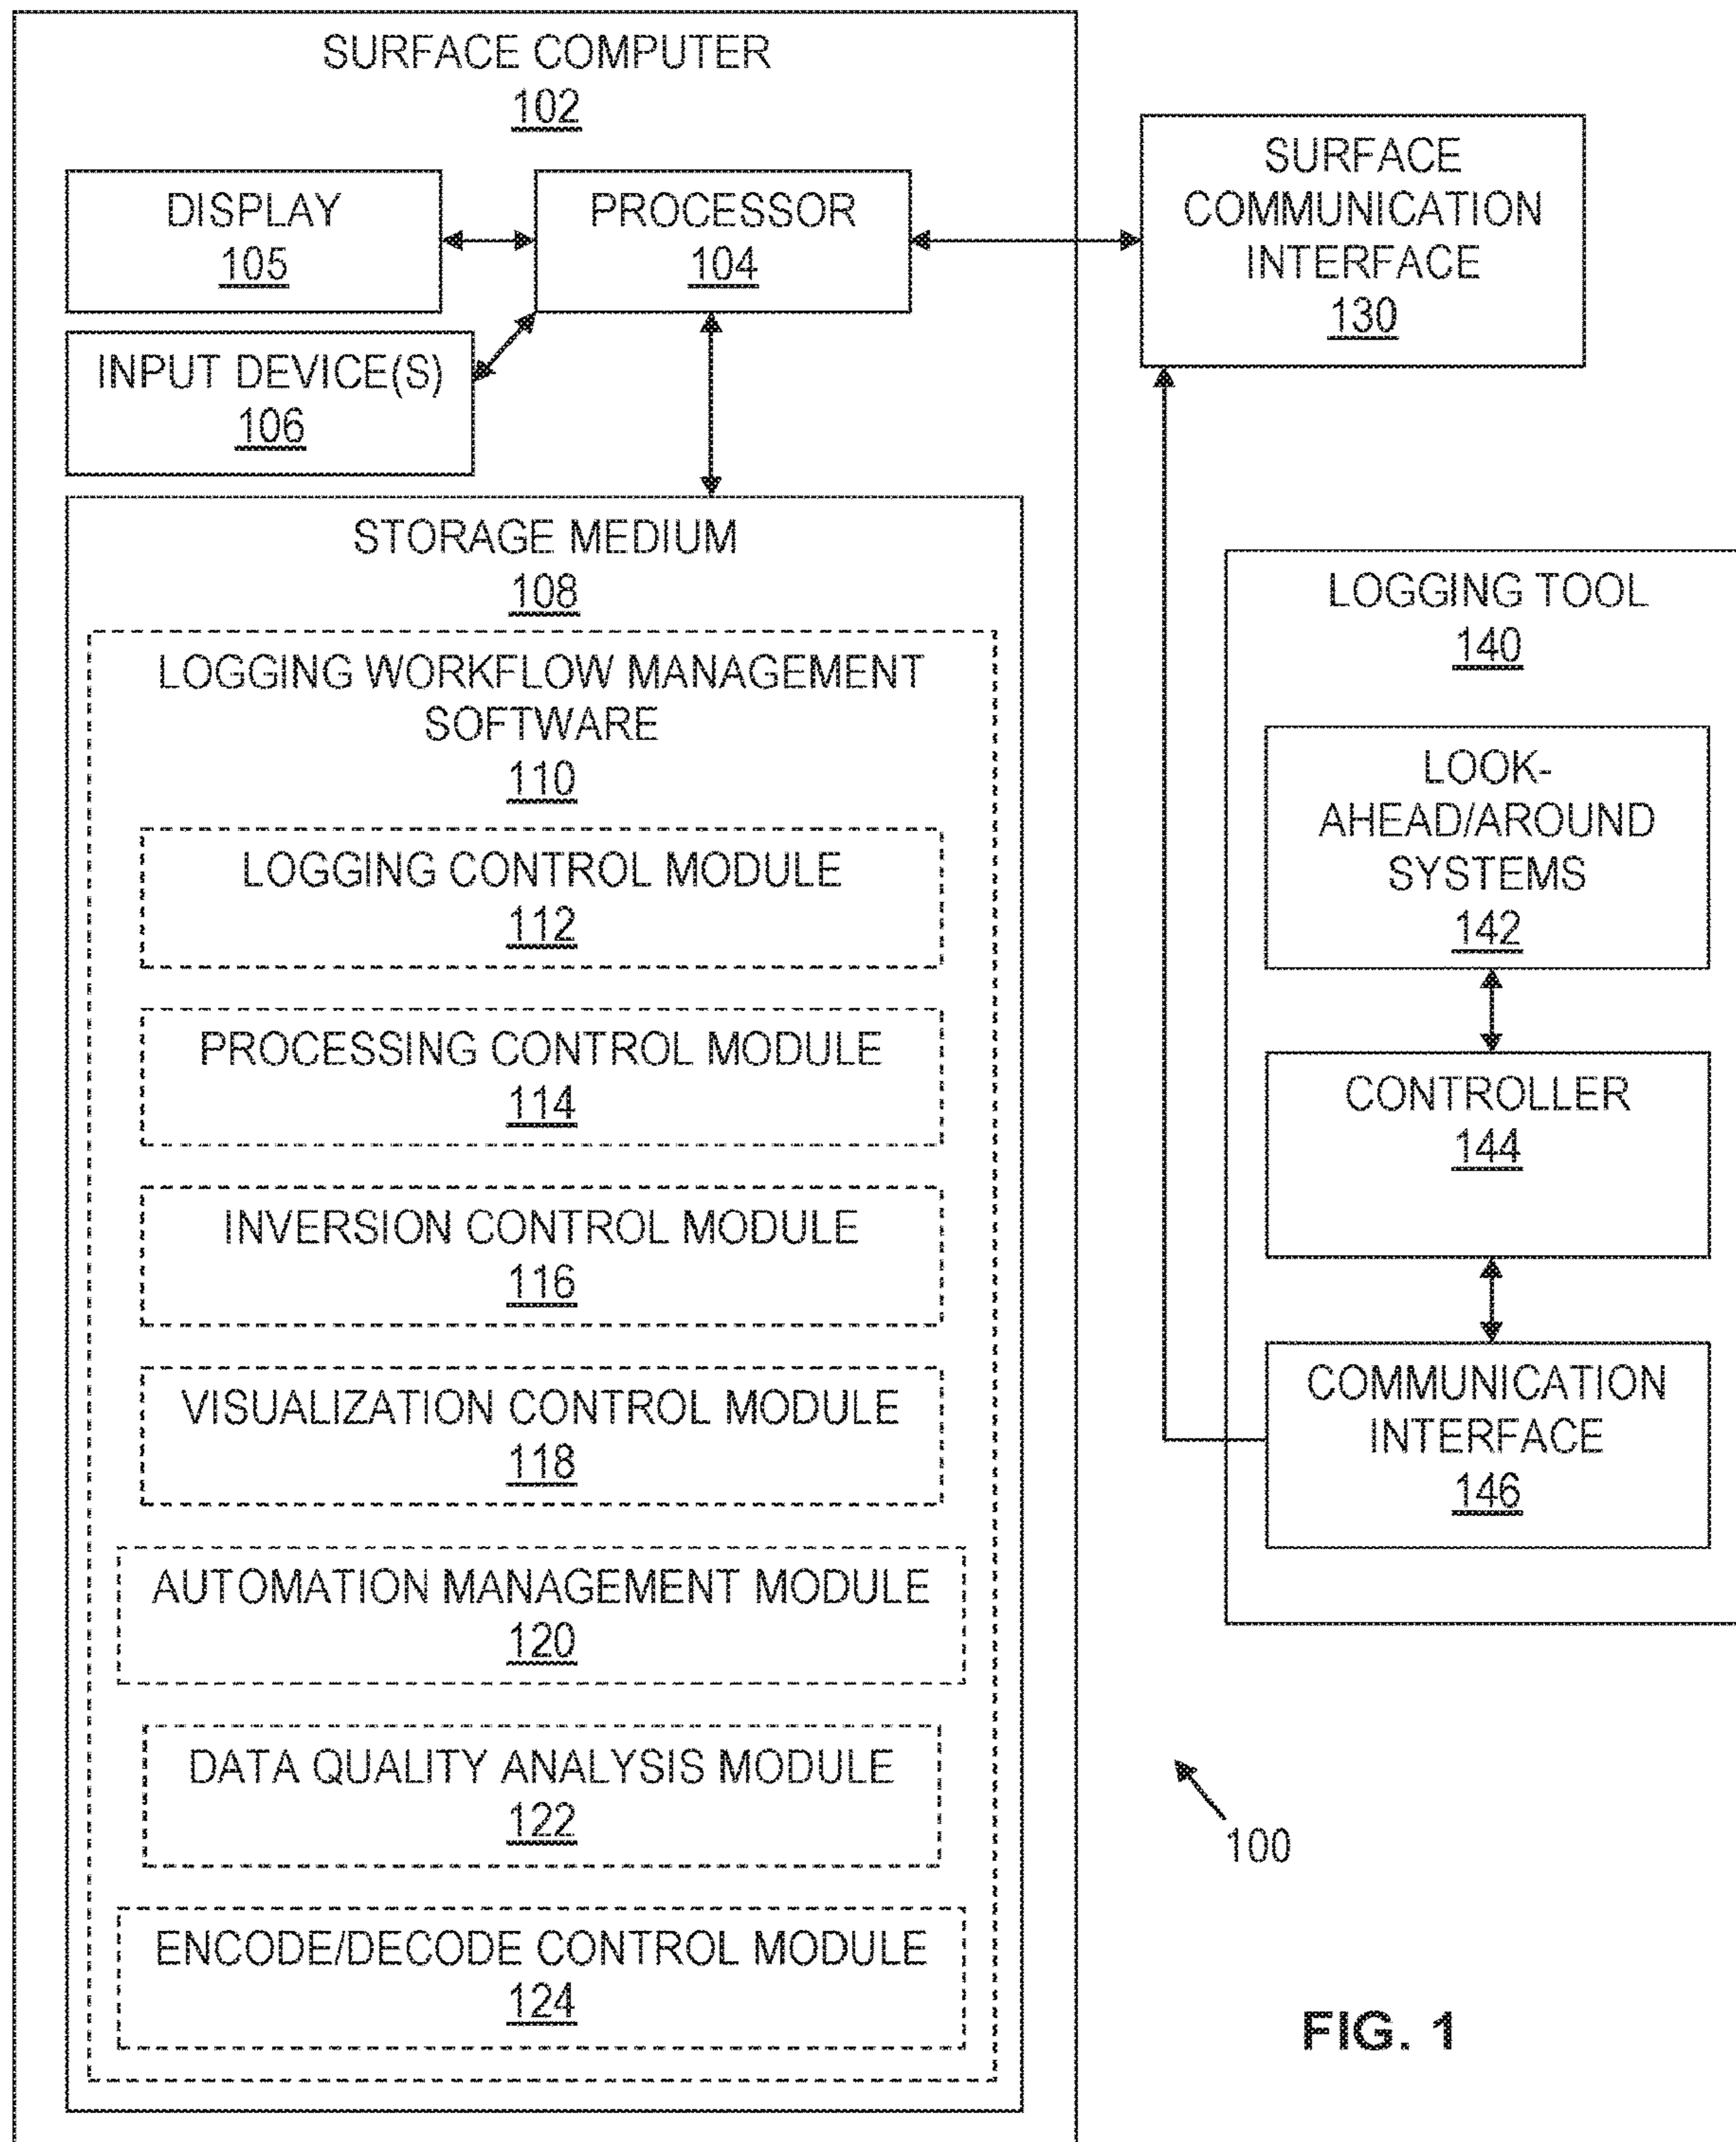 SURFACE COMPUTER
102
DISPLAY
105
PROCESSOR
104
INPUT DEVICE(S)
106
STORAGE MEDIUM
108
LOGGING WORKFLOW MANAGEMENT
SOFTWARE
110
LOGGING CONTROL MODULE
112
PROCESSING CONTROL MODULE
114
INVERSION CONTROL MODULE
116
VISUALIZATION CONTROL MODULE
118
AUTOMATION MANAGEMENT MODULE
120
DATA QUALITY ANALYSIS MODULE
122
ENCODE/DECODE CONTROL MODULE
124
SURFACE
COMMUNICATION
INTERFACE
130
LOGGING TOOL
140
LOOK-
AHEAD/AROUND
SYSTEMS
142
CONTROLLER
144
COMMUNICATION
INTERFACE
146
100
FIG. 1